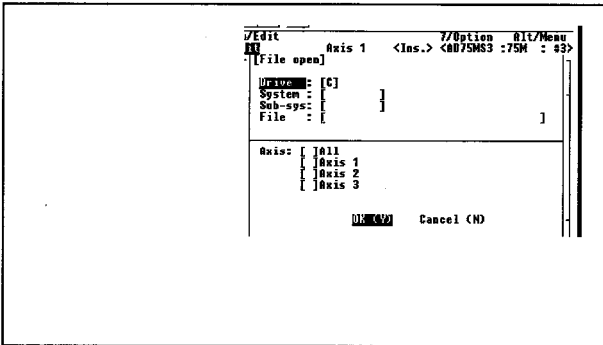 /Edit 7/Option Alt/Menu
Axis 1 <Ins.> <AD75MS3 :75M : #3>
[File open]
Drive : [C]
System : [ ]
Sub-sys: [ ]
File : [ ]
Axis: [ ]All
[ ]Axis 1
[ ]Axis 2
[ ]Axis 3
OK (Y) Cancel (N)